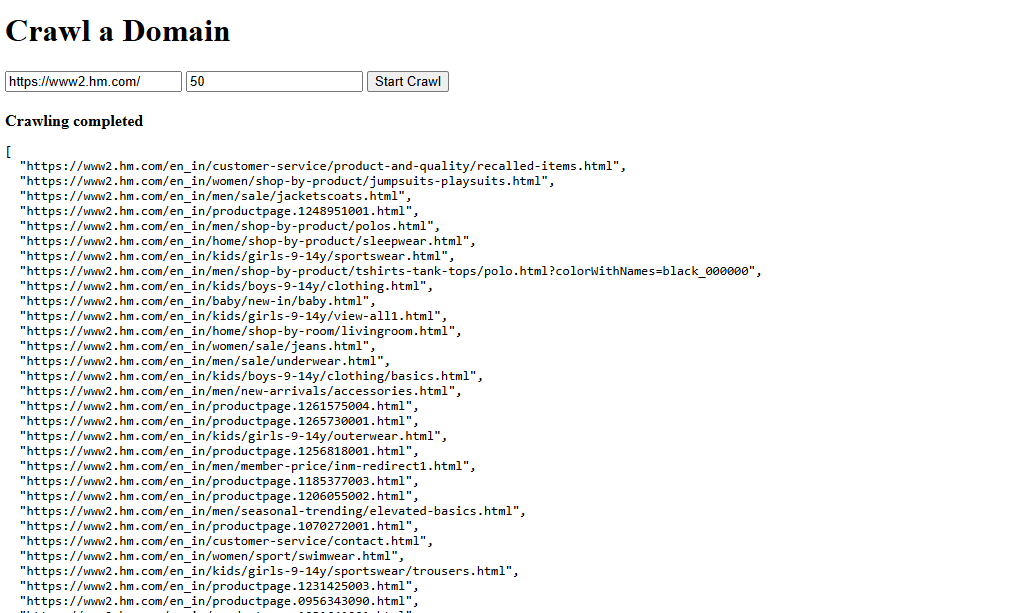 Crawl a Domain
https://www2.hm.com/ 50 Start Crawl
Crawling completed
[
"https://www2.hm.com/en_in/customer-service/product-and-quality/recalled-items.html",
"https://www2.hm.com/en_in/women/shop-by-product/jumpsuits-playsuits.html",
"https://www2.hm.com/en_in/men/sale/jacketscoats.html",
"https://www2.hm.com/en_in/productpage.1248951001.html",
"https://www2.hm.com/en_in/men/shop-by-product/polos.html",
"https://www2.hm.com/en_in/home/shop-by-product/sleepwear.html",
"https://www2.hm.com/en_in/kids/girls-9-14y/sportswear.html",
"https://www2.hm.com/en_in/men/shop-by-product/tshirts-tank-tops/polo.html?colorWithNames=black_000000",
"https://www2.hm.com/en_in/kids/boys-9-14y/clothing.html",
"https://www2.hm.com/en_in/baby/new-in/baby.html",
"https://www2.hm.com/en_in/kids/girls-9-14y/view-all1.html",
"https://www2.hm.com/en_in/home/shop-by-room/livingroom.html",
"https://www2.hm.com/en_in/women/sale/jeans.html",
"https://www2.hm.com/en_in/men/sale/underwear.html",
"https://www2.hm.com/en_in/kids/boys-9-14y/clothing/basics.html",
"https://www2.hm.com/en_in/men/new-arrivals/accessories.html",
"https://www2.hm.com/en_in/productpage.1261575004.html",
"https://www2.hm.com/en_in/productpage.1265730001.html",
"https://www2.hm.com/en_in/kids/girls-9-14y/outerwear.html",
"https://www2.hm.com/en_in/productpage.1256818001.html",
"https://www2.hm.com/en_in/men/member-price/inm-redirect1.html",
"https://www2.hm.com/en_in/productpage.1185377003.html",
"https://www2.hm.com/en_in/productpage.1206055002.html",
"https://www2.hm.com/en_in/men/seasonal-trending/elevated-basics.html",
"https://www2.hm.com/en_in/productpage.1070272001.html",
"https://www2.hm.com/en_in/customer-service/contact.html",
"https://www2.hm.com/en_in/women/sport/swimwear.html",
"https://www2.hm.com/en_in/kids/girls-9-14y/sportswear/trousers.html",
"https://www2.hm.com/en_in/productpage.1231425003.html",
"https://www2.hm.com/en_in/productpage.0956343090.html",